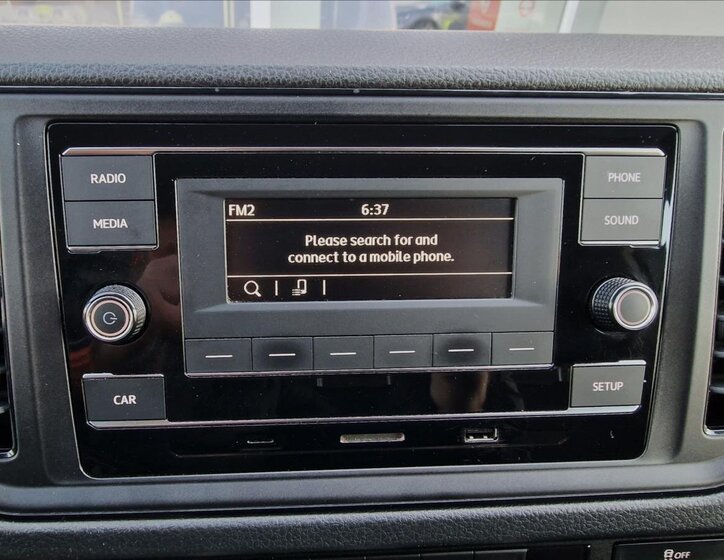 RADIO
PHONE
MEDIA
SOUND
FM2 6:37
Please search for and
connect to a mobile phone.
CAR
SETUP
OFF